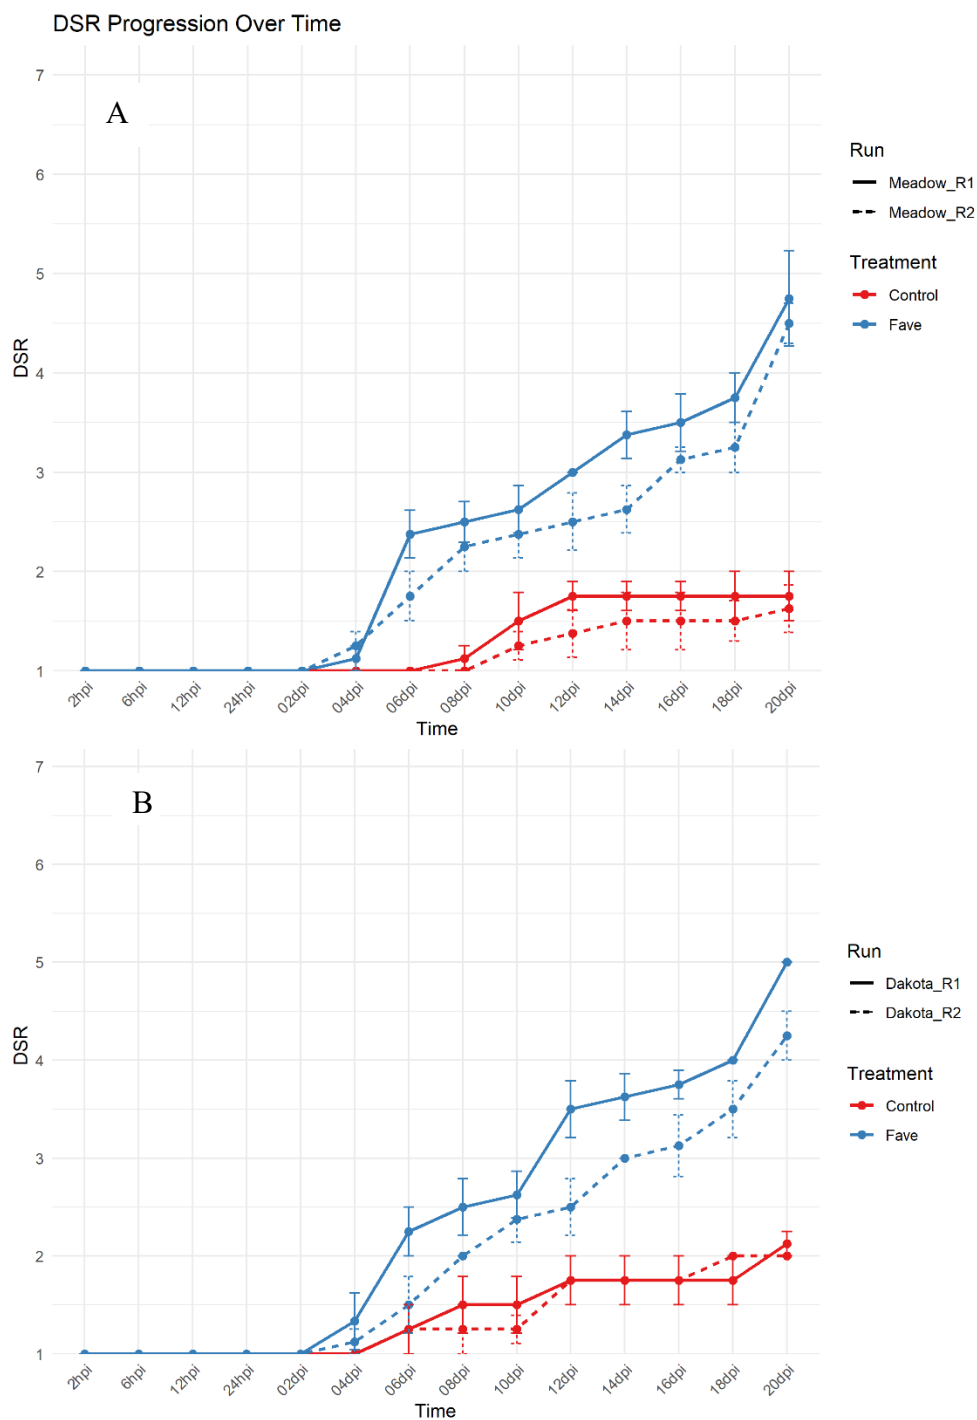 DSR Progression Over Time
A
7
6
5
4
3
2
1
DSR
2hpi
6hpi
12hpi
24hpi
02dpi
04dpi
06dpi
08dpi
10dpi
12dpi
14dpi
16dpi
18dpi
20dpi
Time
Run
Meadow_R1
Meadow_R2
Treatment
Control
Fave
B
7
6
5
4
3
2
1
DSR
2hpi
6hpi
12hpi
24hpi
02dpi
04dpi
06dpi
08dpi
10dpi
12dpi
14dpi
16dpi
18dpi
20dpi
Time
Run
Dakota_R1
Dakota_R2
Treatment
Control
Fave